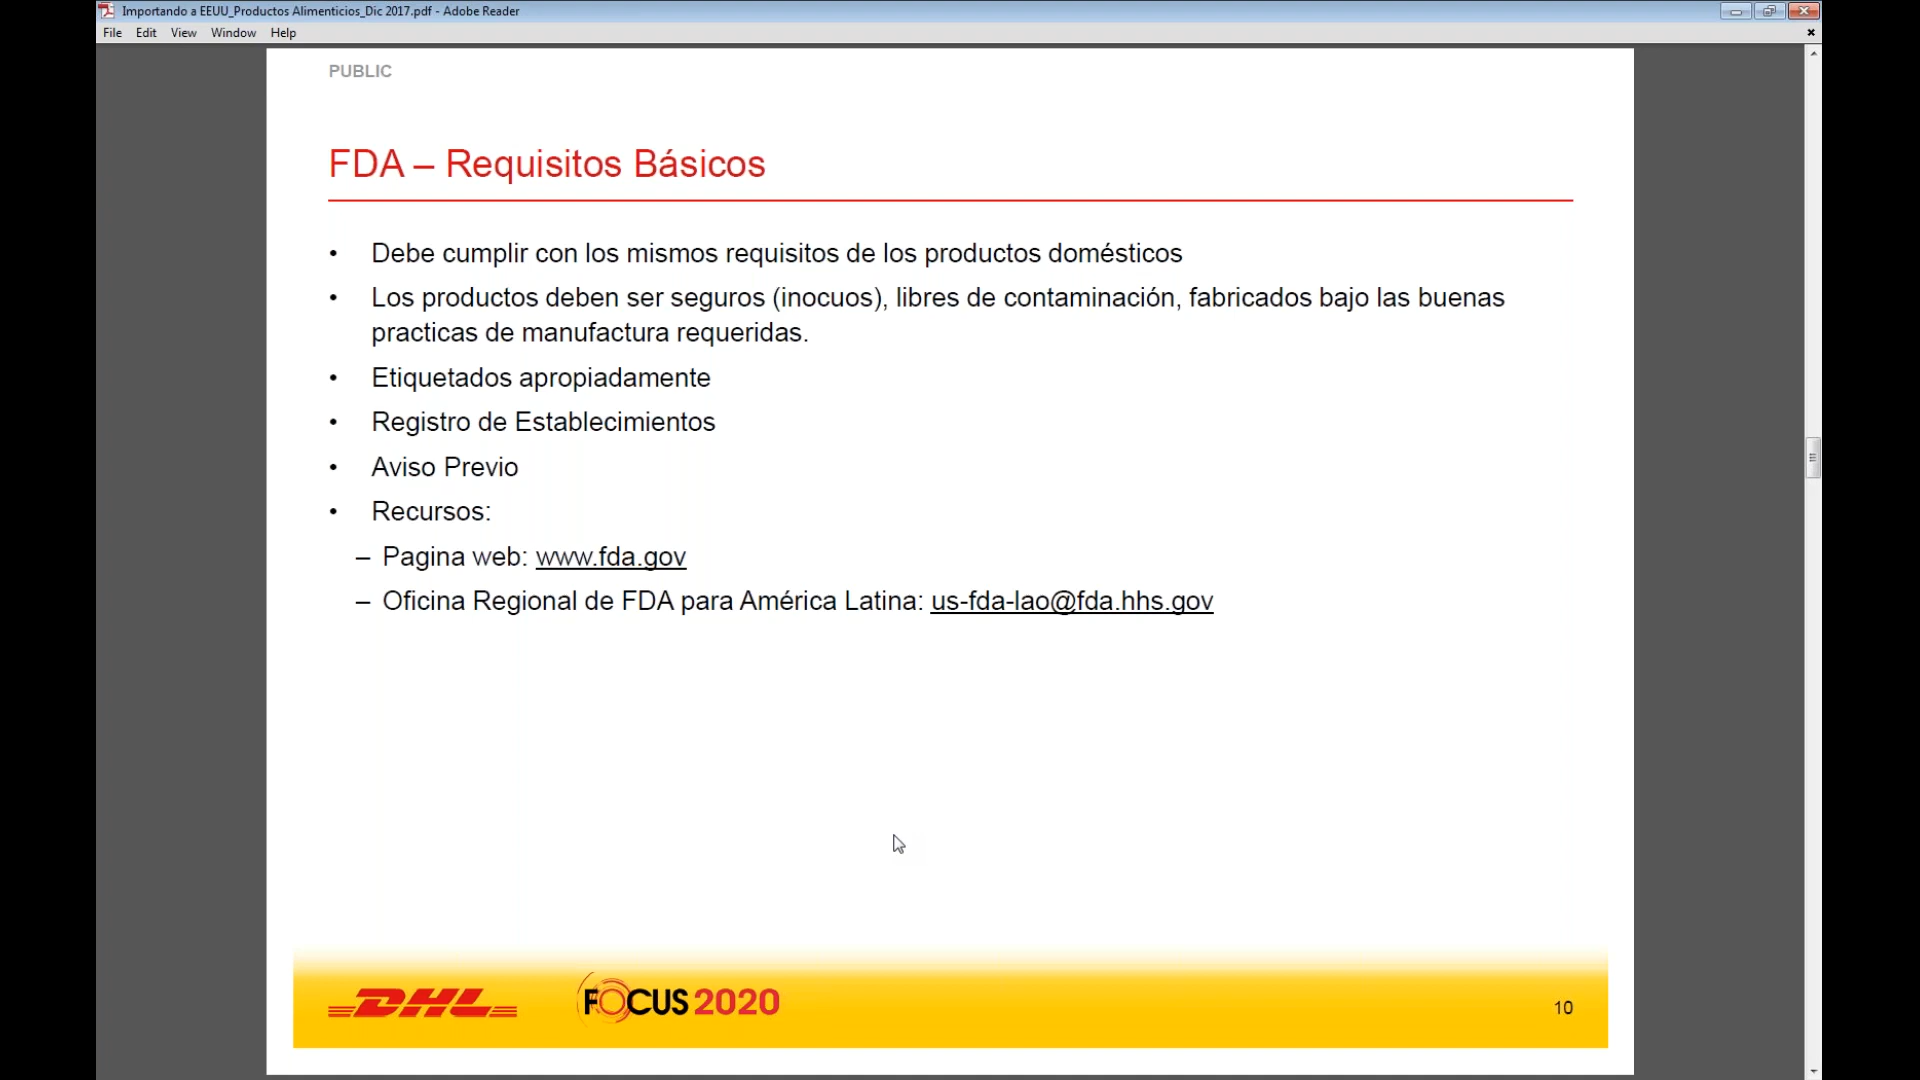 Importando a EEUU_Productos Alimenticios_Dic 2017.pdf - Adobe Reader
File Edit View Window Help
PUBLIC
FDA – Requisitos Básicos
• Debe cumplir con los mismos requisitos de los productos domésticos
• Los productos deben ser seguros (inocuos), libres de contaminación, fabricados bajo las buenas
practicas de manufactura requeridas.
• Etiquetados apropiadamente
• Registro de Establecimientos
• Aviso Previo
• Recursos:
– Pagina web: www.fda.gov
– Oficina Regional de FDA para América Latina: us-fda-lao@fda.hhs.gov
DHL FOCUS 2020 10